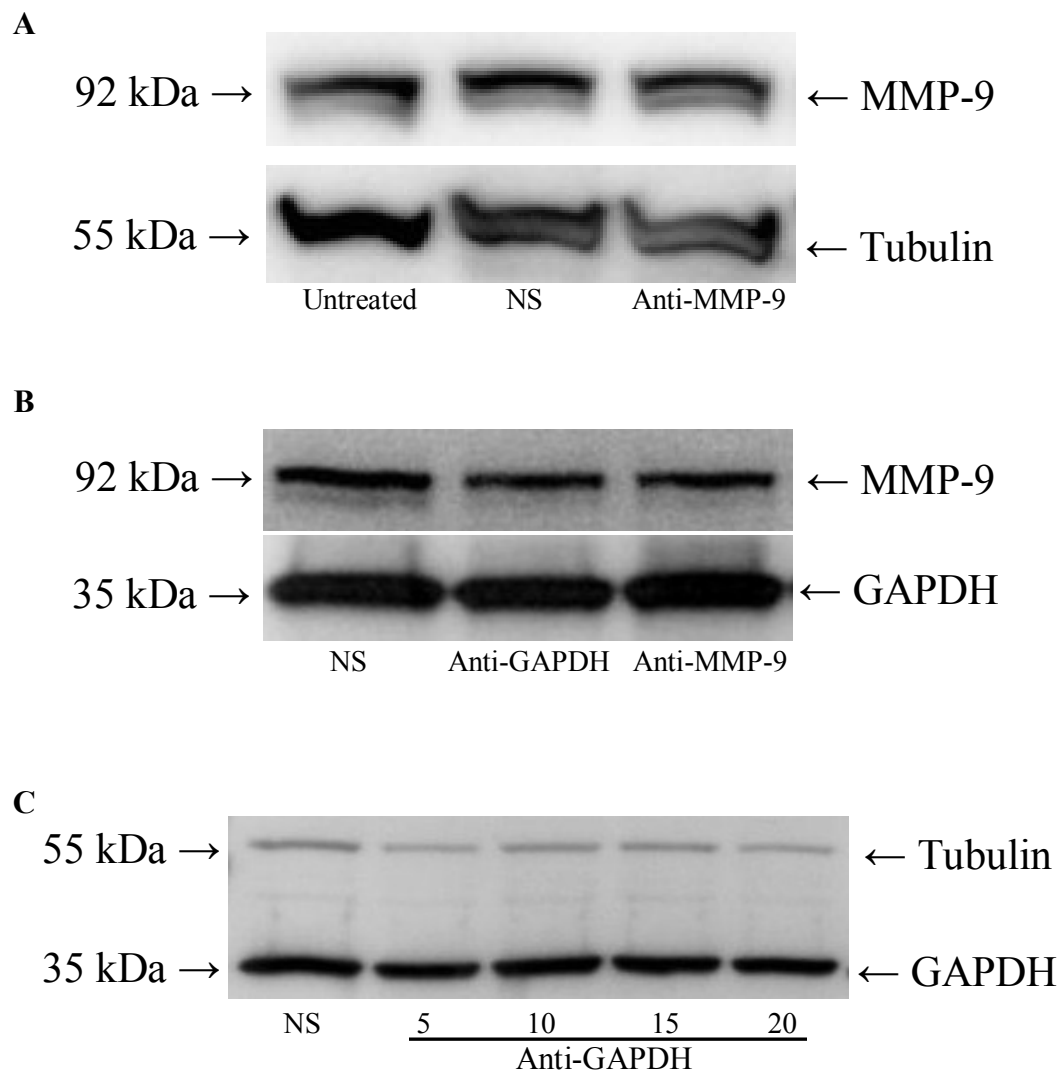 A
92 kDa → ← MMP-9
55 kDa → ← Tubulin
Untreated NS Anti-MMP-9
B
92 kDa → ← MMP-9
35 kDa → ← GAPDH
NS Anti-GAPDH Anti-MMP-9
C
55 kDa → ← Tubulin
35 kDa → ← GAPDH
NS 5 10 15 20
Anti-GAPDH